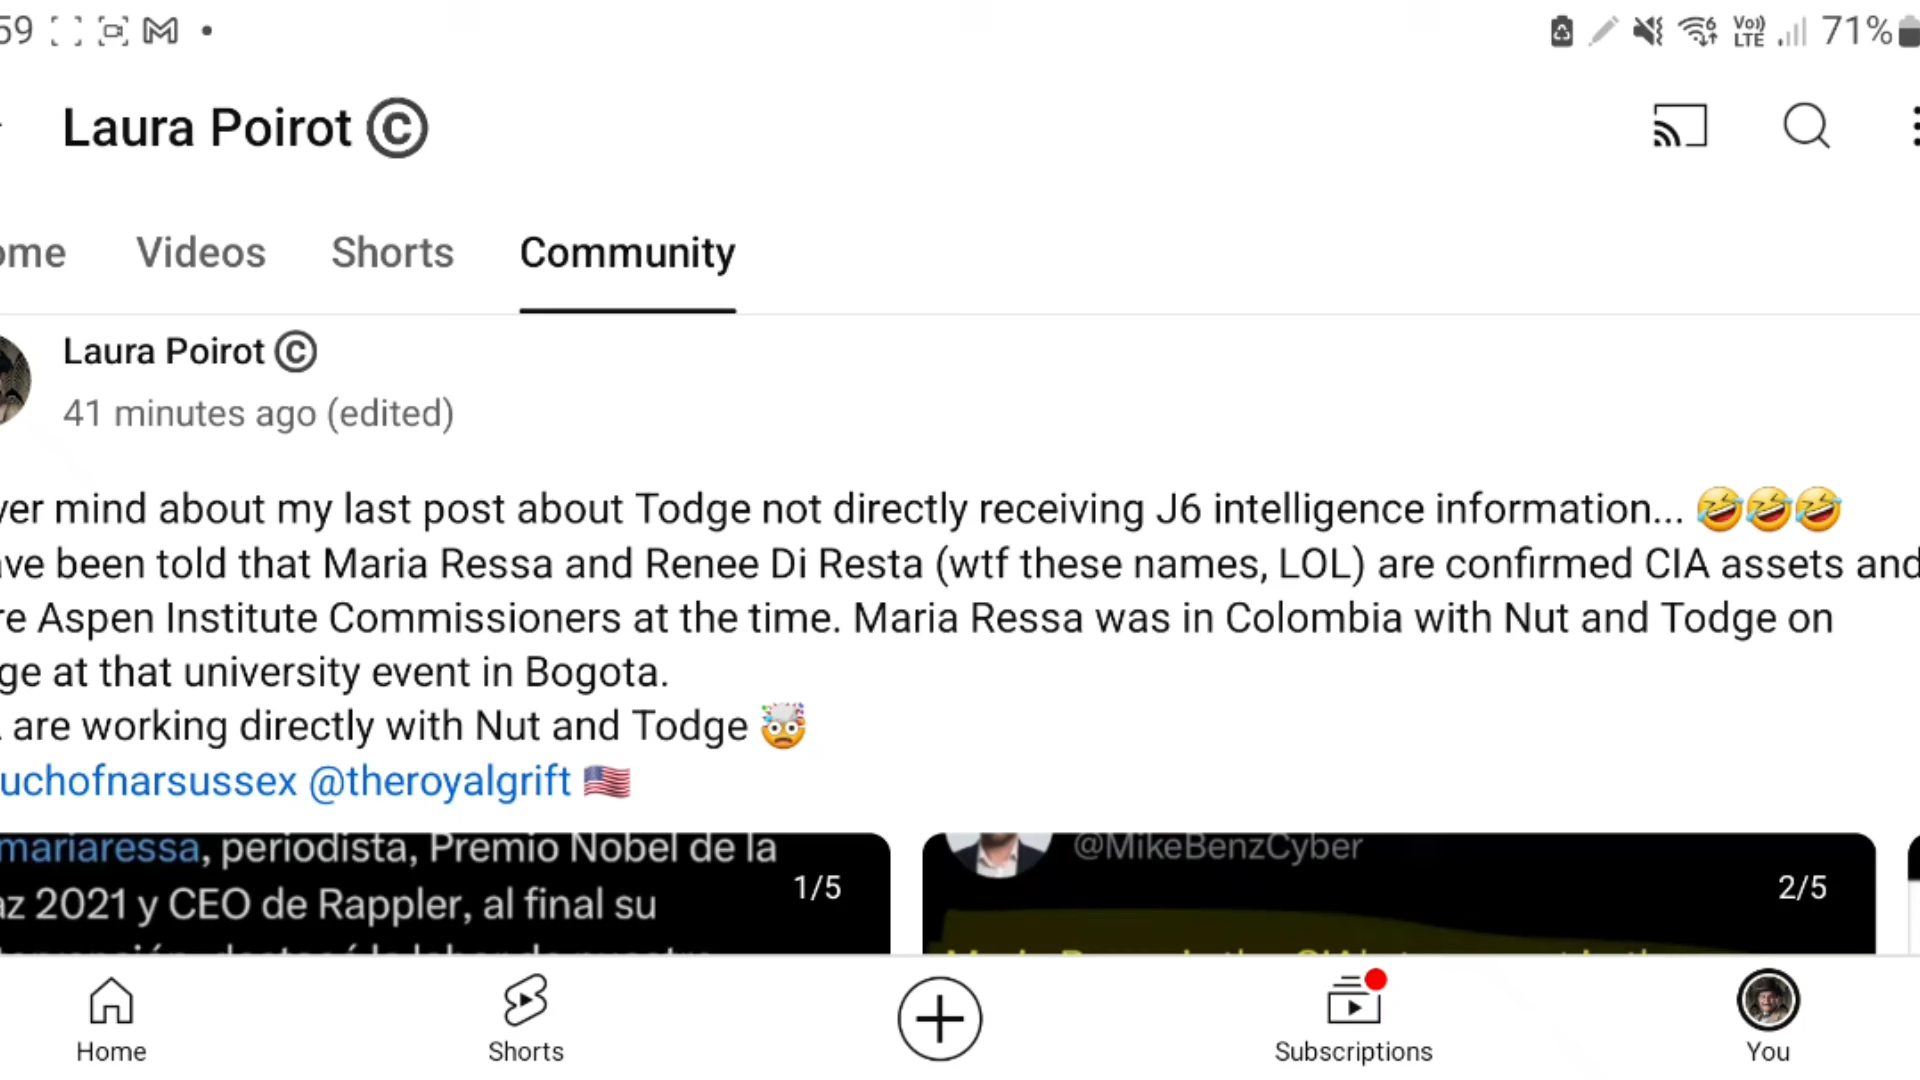 59 71%
Laura Poirot ©
Videos Shorts Community
Laura Poirot ©
41 minutes ago (edited)
mind about my last post about Todge not directly receiving J6 intelligence information... 🤣🤣🤣
been told that Maria Ressa and Renee Di Resta (wtf these names, LOL) are confirmed CIA assets and
Aspen Institute Commissioners at the time. Maria Ressa was in Colombia with Nut and Todge on
at that university event in Bogota.
are working directly with Nut and Todge 🤯
uchofnarsussex @theroyalgrift 🇺🇸
mariaressa, periodista, Premio Nobel de la
az 2021 y CEO de Rappler, al final su
1/5
@MikeBenzCyber
2/5
Home Shorts Subscriptions You